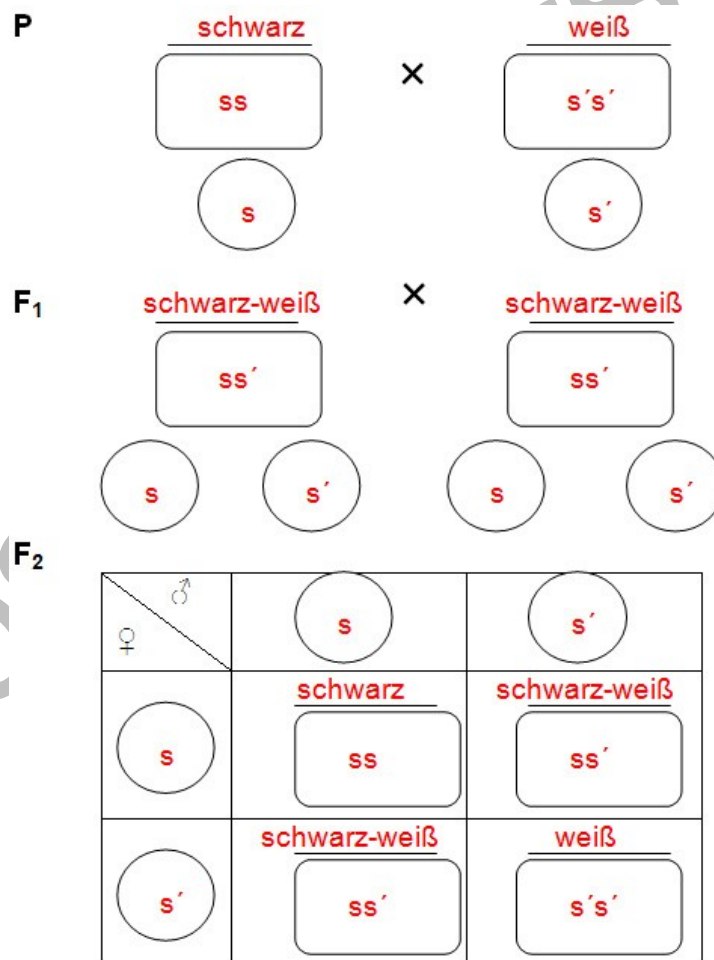 P schwarz × weiß
ss s´s´
s s´
F₁ schwarz-weiß × schwarz-weiß
ss´ ss´
s s´ s s´
F₂
♂ s s´
♀
schwarz schwarz-weiß
s ss ss´
schwarz-weiß weiß
s´ ss´ s´s´